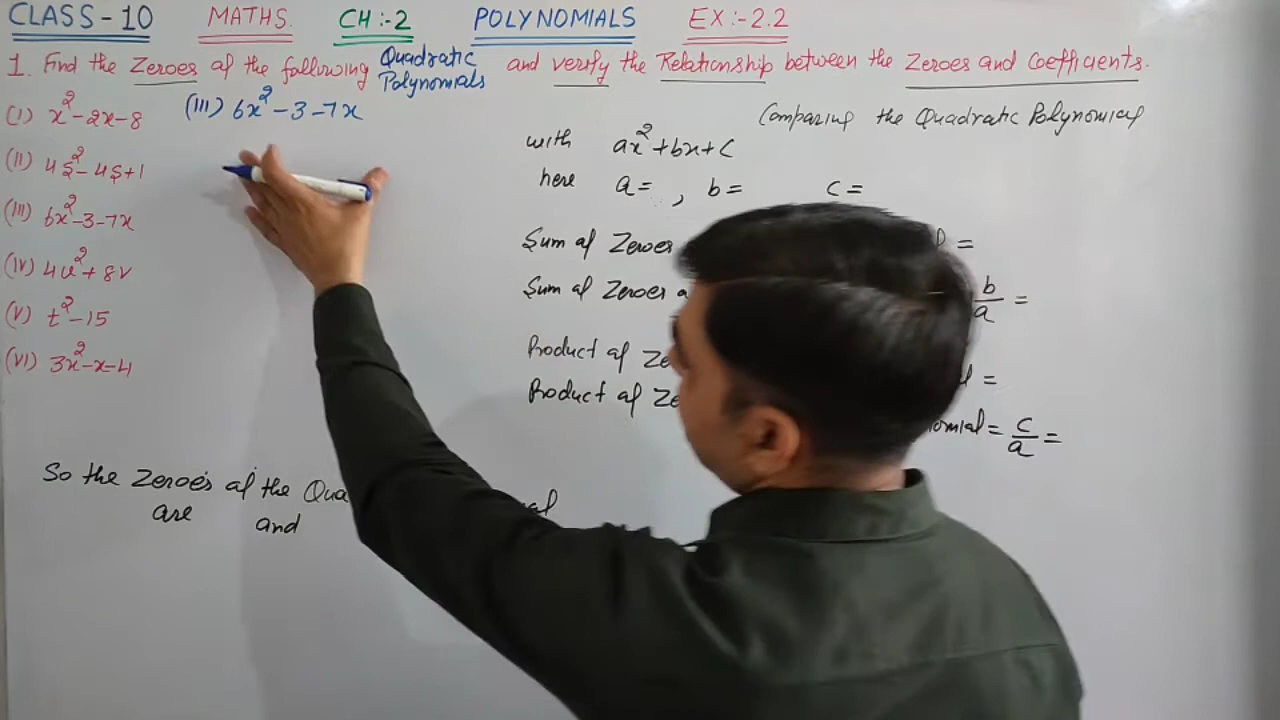 CLASS-10 MATHS. CH:-2 POLYNOMIALS EX:-2.2
1. Find the Zeroes of the following Quadratic Polynomials and verify the Relationship between the Zeroes and Coefficients.
(I) x²-2x-8
(II) 4s²-4s+1
(III) 6x²-3-7x
(IV) 4u²+8v
(V) t²-15
(VI) 3x²-x-4
(III) 6x²-3-7x
So the Zeroe's of the Qua
are and
Comparing the Quadratic Polynomial
with ax²+bx+c
here a= , b= c=
Sum of Zeroes =
Sum of Zeroes b/a =
Product of Ze =
Product of Ze = c/a =